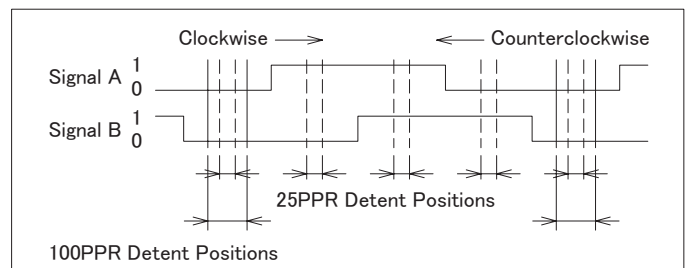 Clockwise Counterclockwise
Signal A 1
0
Signal B 1
0
25PPR Detent Positions
100PPR Detent Positions